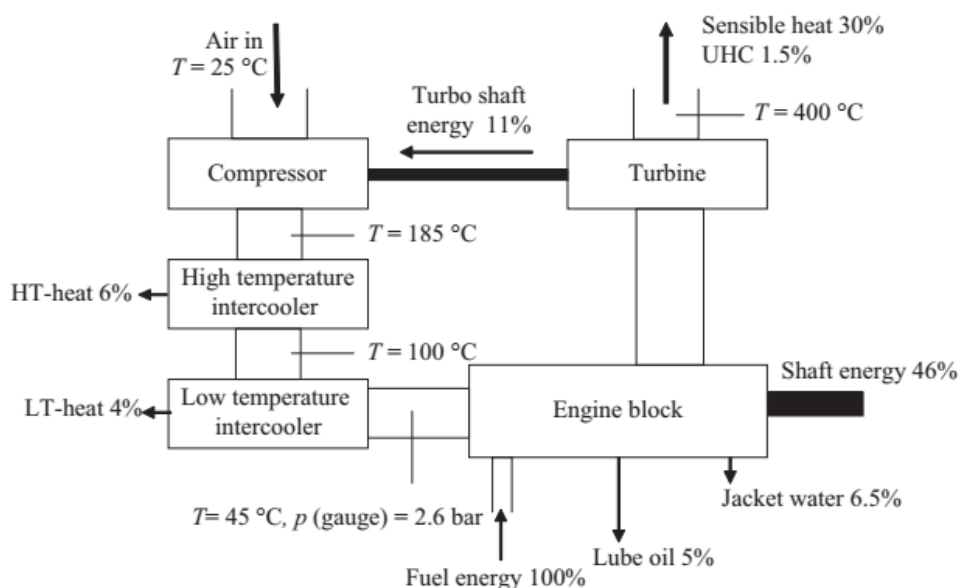 Air in
T = 25 °C
Sensible heat 30%
UHC 1.5%
Turbo shaft
energy 11%
T = 400 °C
Compressor
Turbine
T = 185 °C
High temperature
intercooler
HT-heat 6%
T = 100 °C
Shaft energy 46%
Low temperature
intercooler
LT-heat 4%
Engine block
Jacket water 6.5%
T= 45 °C, p (gauge) = 2.6 bar
Lube oil 5%
Fuel energy 100%